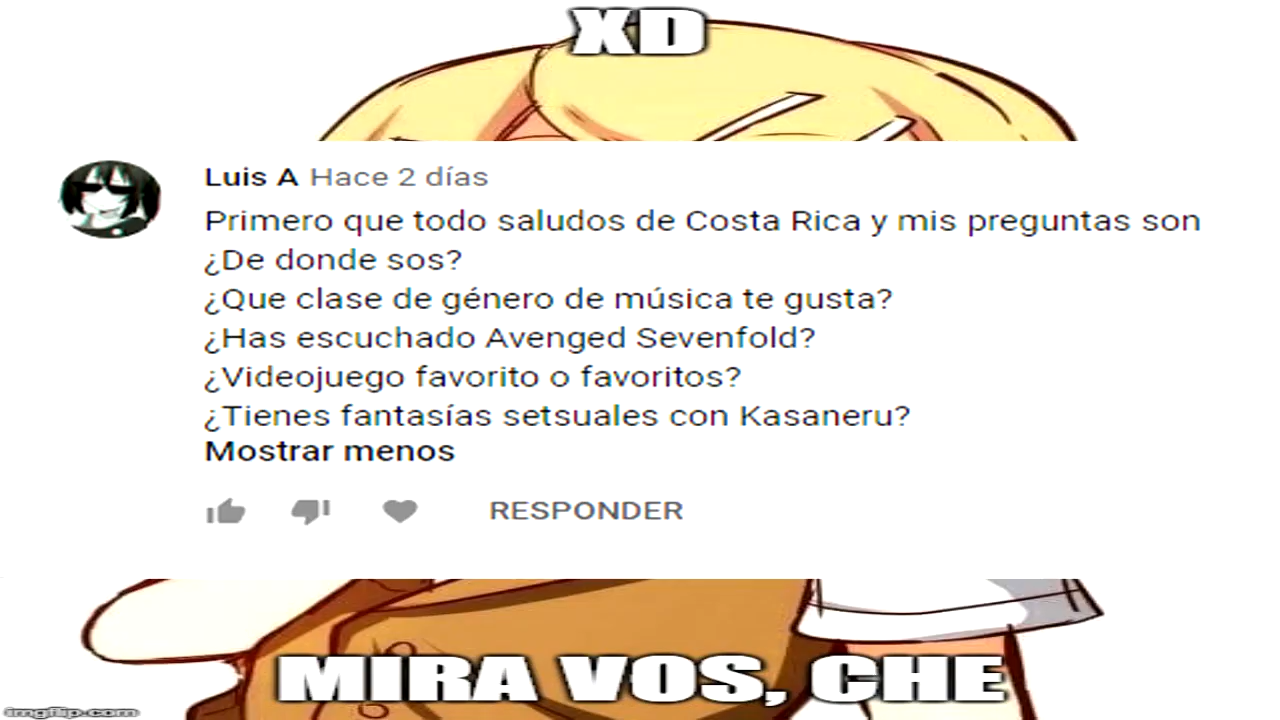 XD
Luis A Hace 2 días
Primero que todo saludos de Costa Rica y mis preguntas son
¿De donde sos?
¿Que clase de género de música te gusta?
¿Has escuchado Avenged Sevenfold?
¿Videojuego favorito o favoritos?
¿Tienes fantasías setsuales con Kasaneru?
Mostrar menos
RESPONDER
MIRA VOS, CHE
imgflip.com